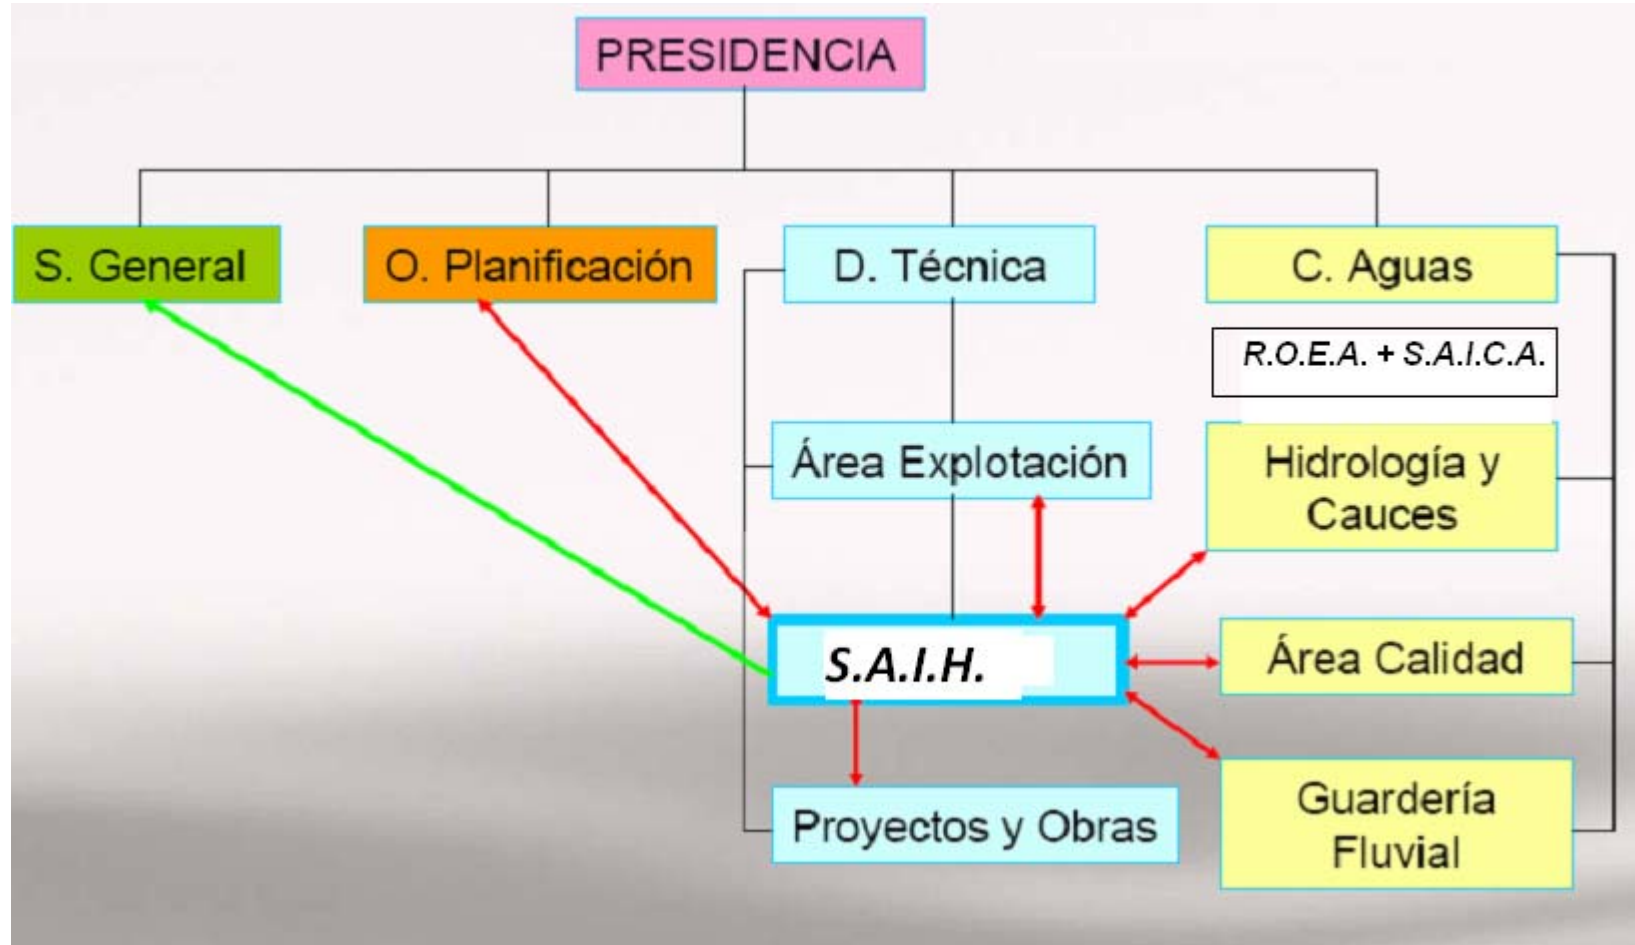 PRESIDENCIA
S. General
O. Planificación
D. Técnica
C. Aguas
R.O.E.A. + S.A.I.C.A.
Área Explotación
Hidrología y
Cauces
S.A.I.H.
Área Calidad
Proyectos y Obras
Guardería
Fluvial